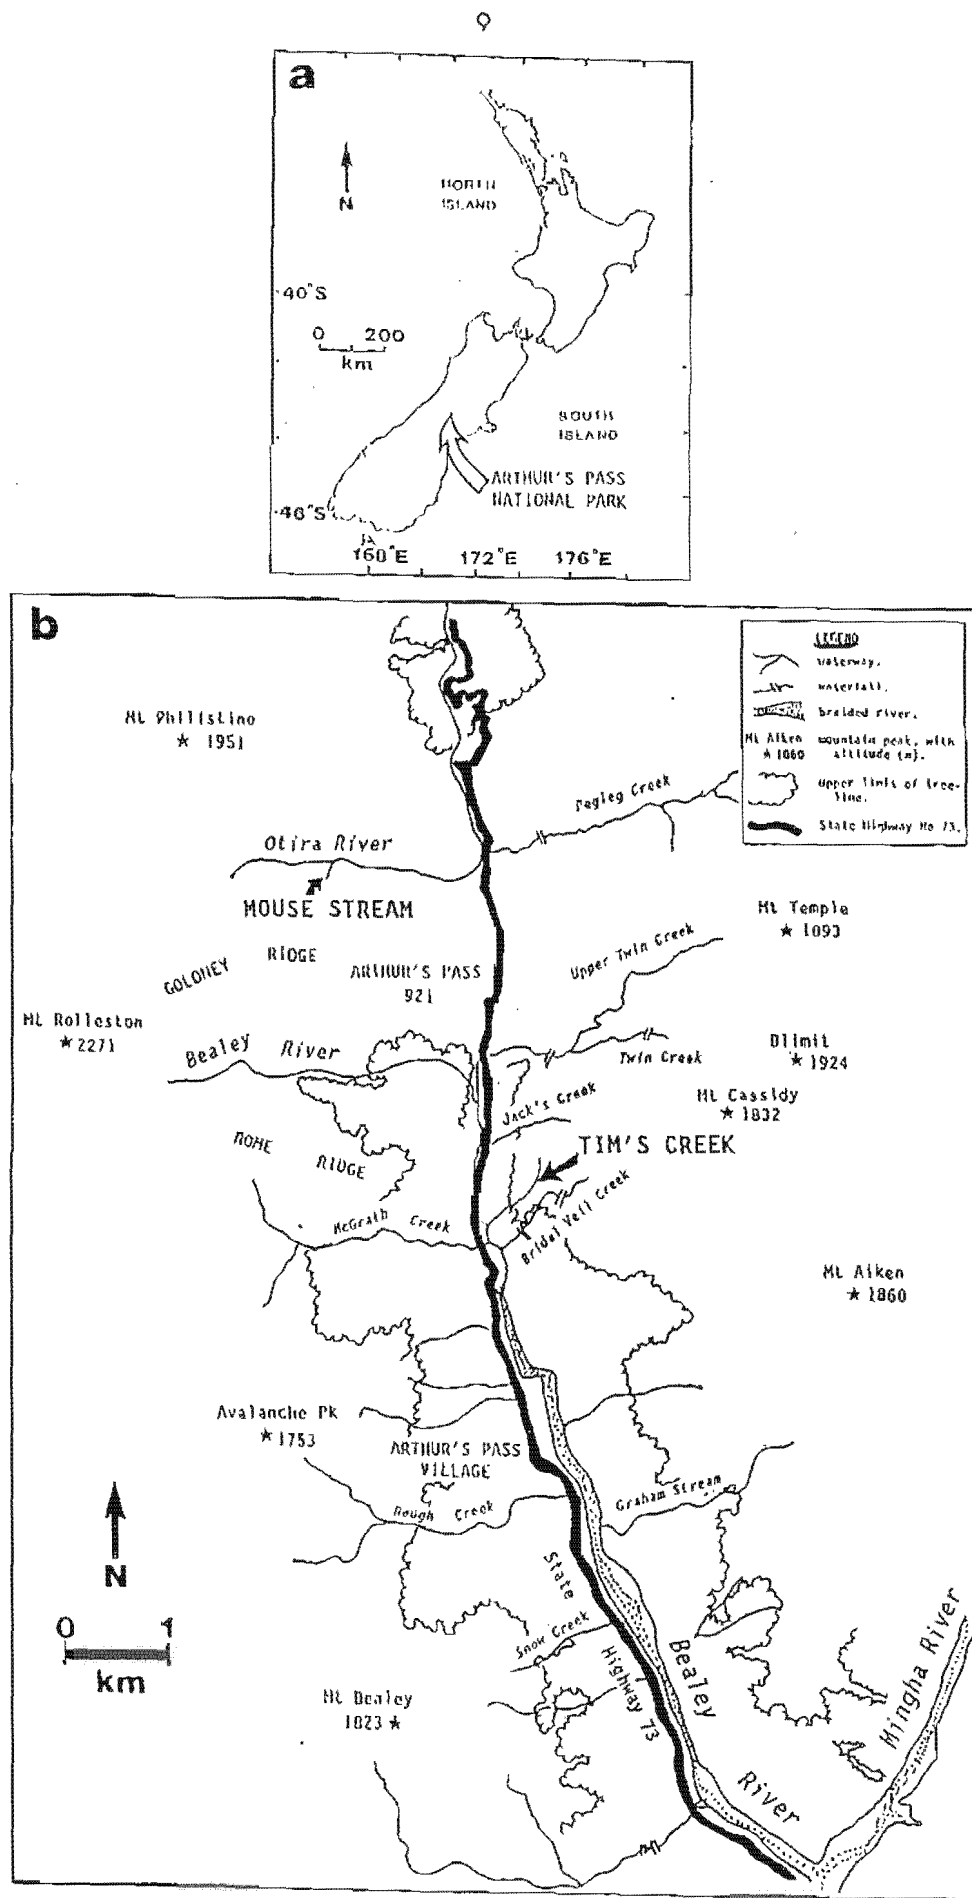 a
N
NORTH
ISLAND
40°S
0 200
km
SOUTH
ISLAND
ARTHUR'S PASS
NATIONAL PARK
46°S
160°E 172°E 176°E
b
LEGEND
waterway.
waterfall.
braided river.
Mt Aiken mountain peak, with
★ 1860 altitude (m).
Upper limit of tree-
line.
State Highway No 73.
Mt Philistine
★ 1951
Pegleg Creek
Otira River
MOUSE STREAM
Mt Temple
★ 1093
GOLONEY RIDGE
ARTHUR'S PASS
921
Upper Twin Creek
Mt Rolleston
★ 2271
Bealey River
Twin Creek
Dlimit
★ 1924
Mt Cassidy
★ 1832
Jack's Creek
ROME RIDGE
TIM'S CREEK
McGrath Creek
Bridal Veil Creek
Mt Aiken
★ 1860
Avalanche Pk
★ 1753
ARTHUR'S PASS
VILLAGE
Rough Creek
Graham Stream
N
0 1
km
State Highway 73
Snow Creek
Bealey River
Mingha River
Mt Bealey
1823 ★